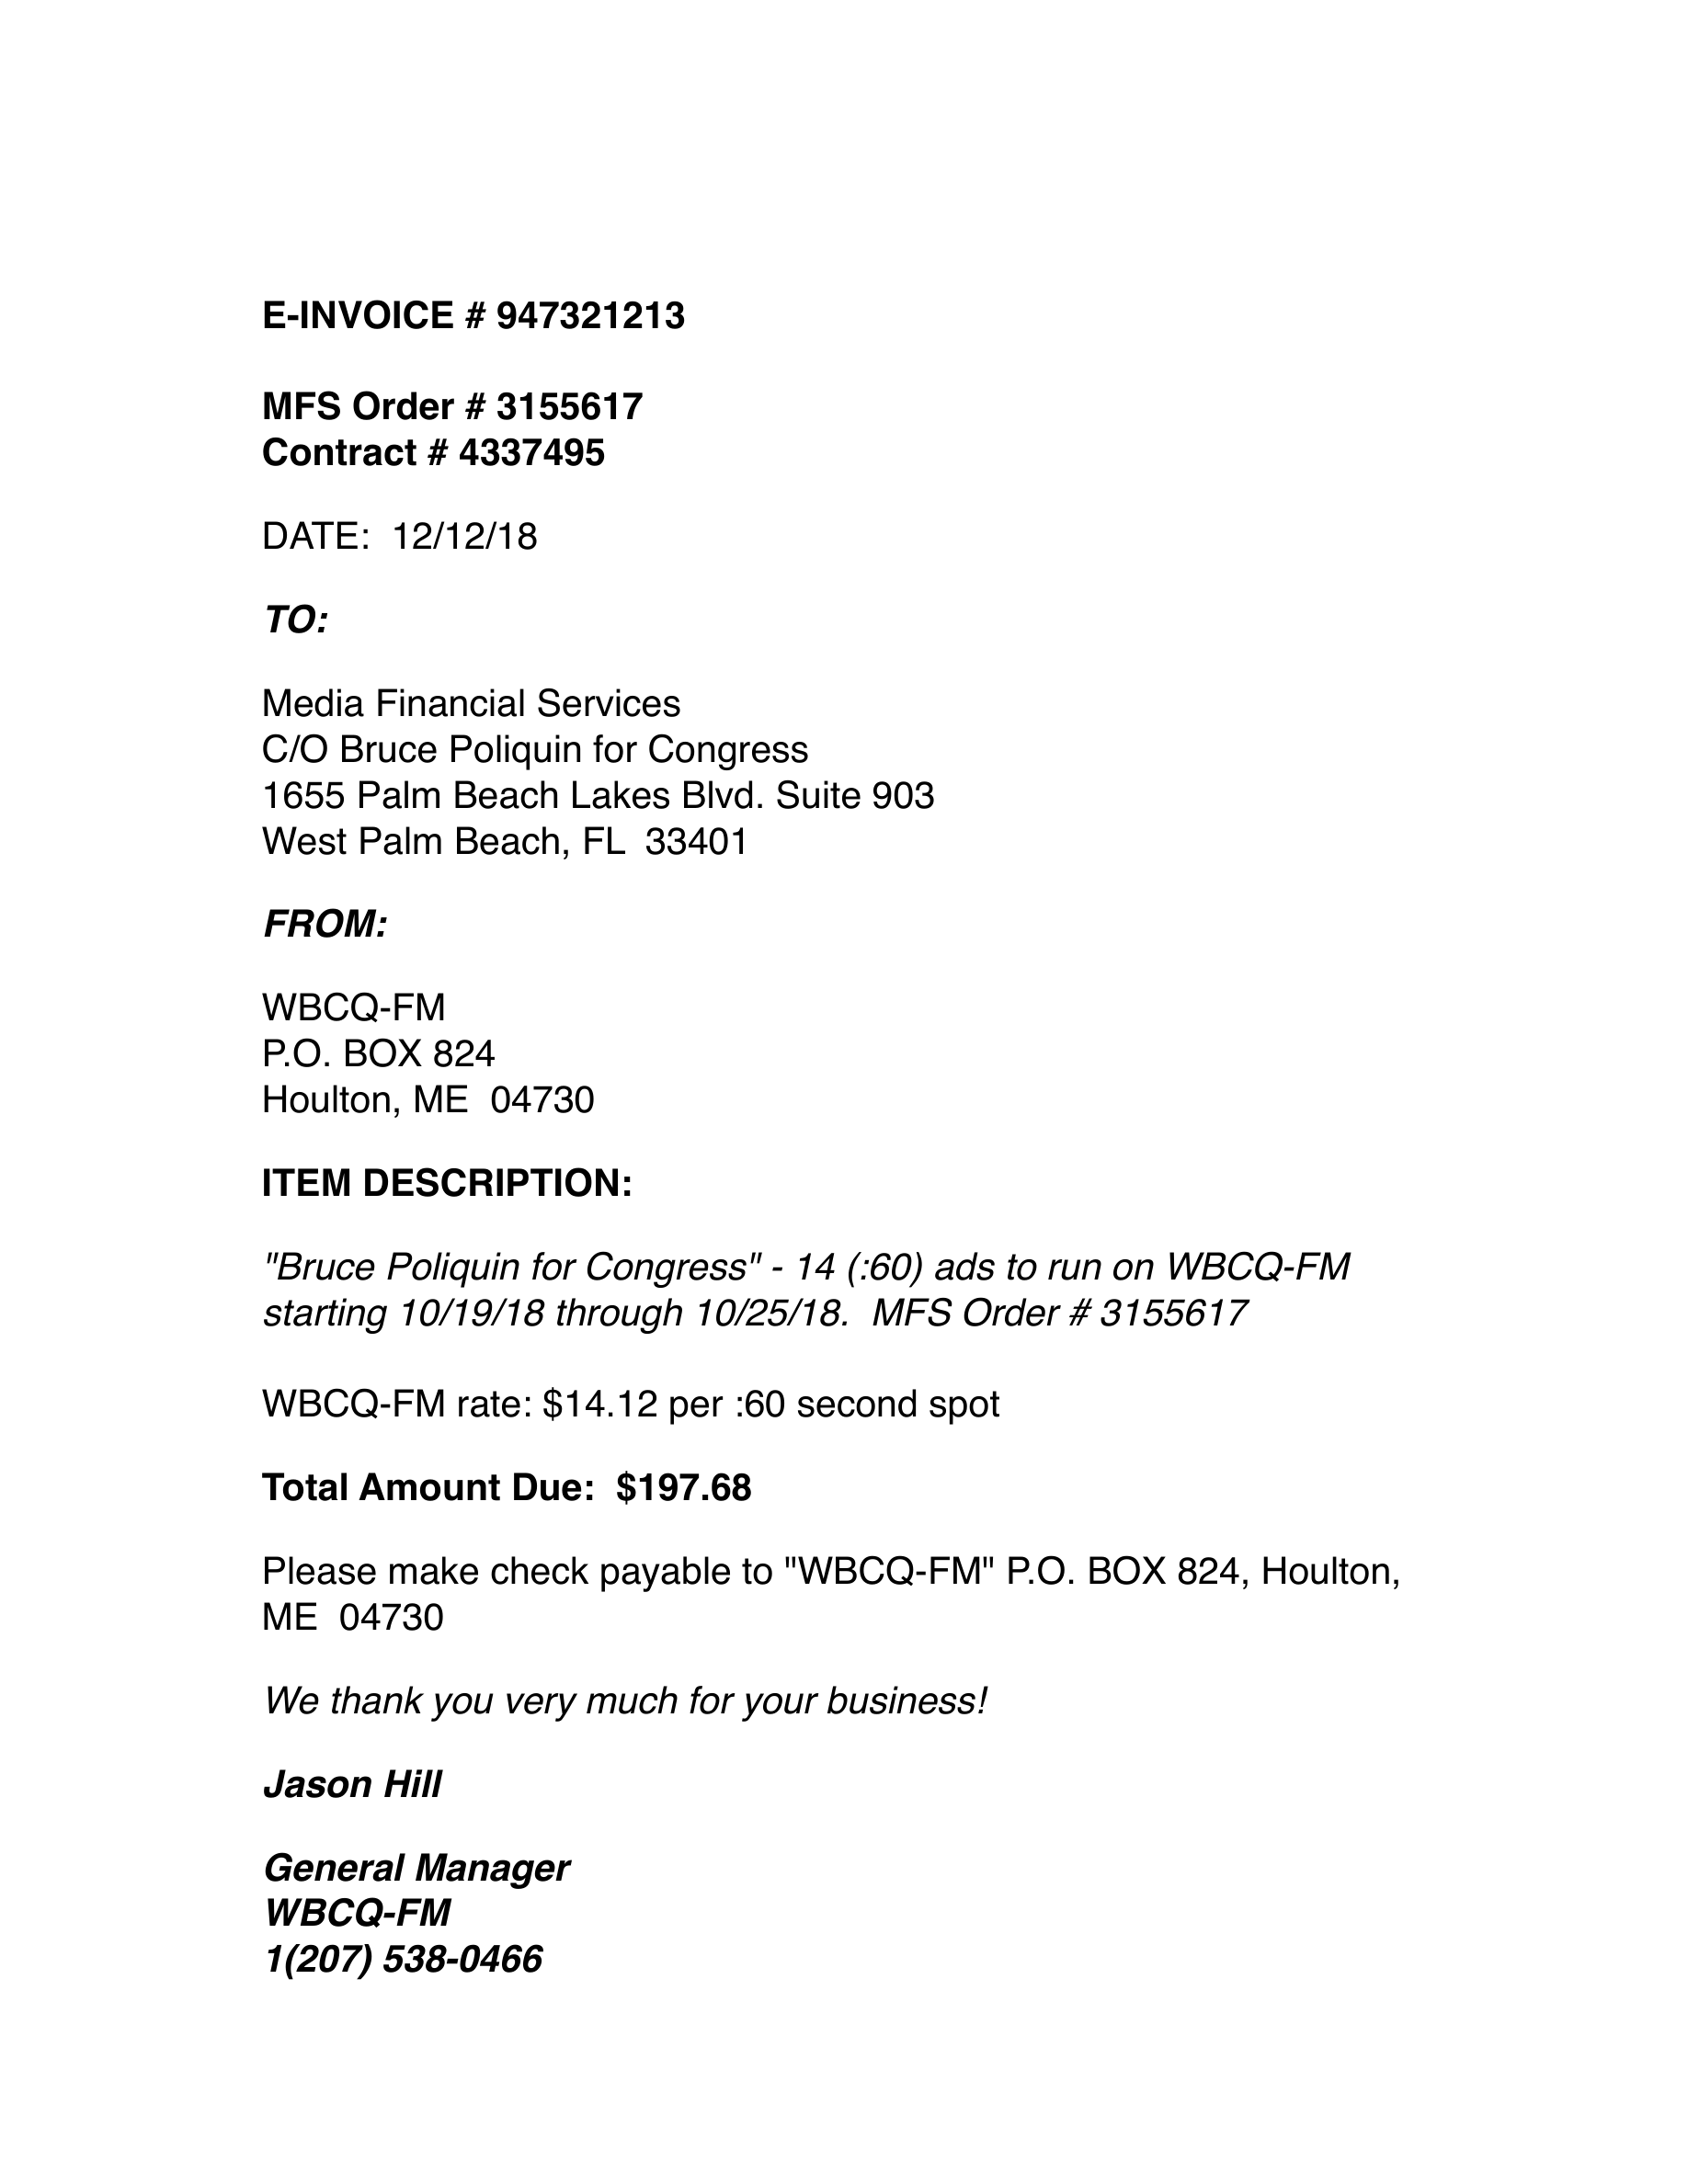 E-INVOICE # 947321213
MFS Order # 3155617
Contract # 4337495
DATE:  12/12/18
TO:
Media Financial Services
C/O Bruce Poliquin for Congress
1655 Palm Beach Lakes Blvd. Suite 903
West Palm Beach, FL  33401
FROM:
WBCQ-FM
P.O. BOX 824
Houlton, ME  04730
ITEM DESCRIPTION:
"Bruce Poliquin for Congress" - 14 (:60) ads to run on WBCQ-FM
starting 10/19/18 through 10/25/18.  MFS Order # 3155617
WBCQ-FM rate: $14.12 per :60 second spot
Total Amount Due:  $197.68
Please make check payable to "WBCQ-FM" P.O. BOX 824, Houlton,
ME  04730
We thank you very much for your business!
Jason Hill
General Manager
WBCQ-FM
1(207) 538-0466